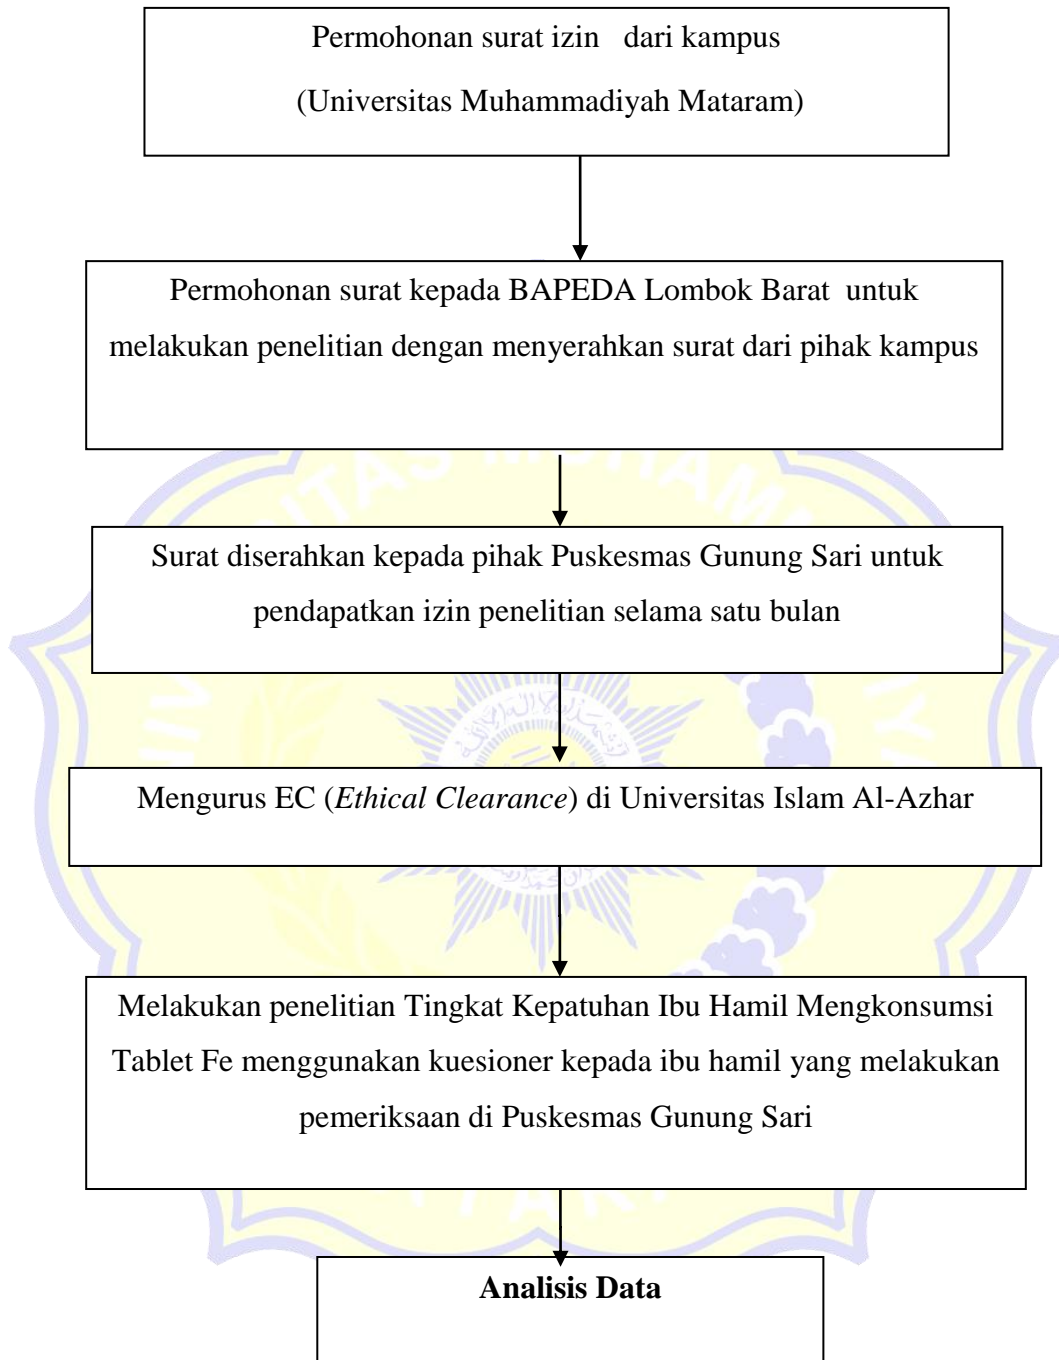 Permohonan surat izin dari kampus
(Universitas Muhammadiyah Mataram)
Permohonan surat kepada BAPEDA Lombok Barat untuk
melakukan penelitian dengan menyerahkan surat dari pihak kampus
Surat diserahkan kepada pihak Puskesmas Gunung Sari untuk
pendapatkan izin penelitian selama satu bulan
Mengurus EC (Ethical Clearance) di Universitas Islam Al-Azhar
Melakukan penelitian Tingkat Kepatuhan Ibu Hamil Mengkonsumsi
Tablet Fe menggunakan kuesioner kepada ibu hamil yang melakukan
pemeriksaan di Puskesmas Gunung Sari
Analisis Data